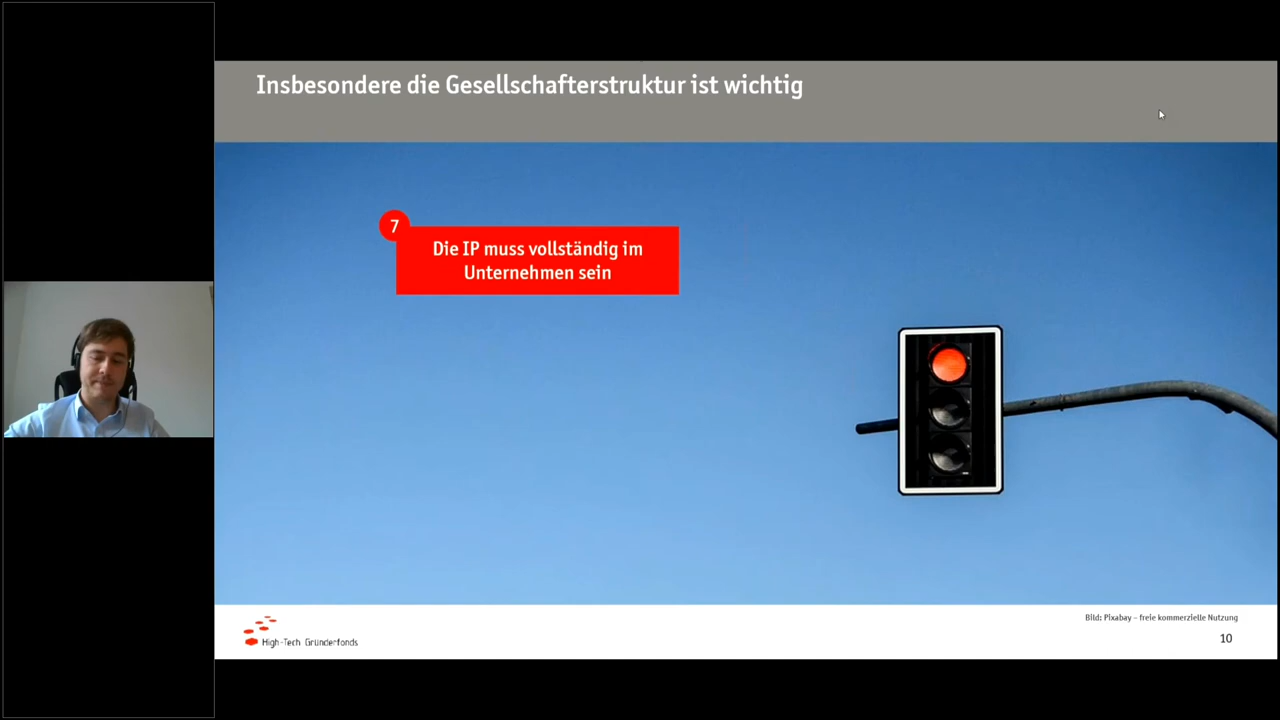 Insbesondere die Gesellschafterstruktur ist wichtig
7
Die IP muss vollständig im
Unternehmen sein
High-Tech Gründerfonds
Bild: Pixabay – freie kommerzielle Nutzung
10